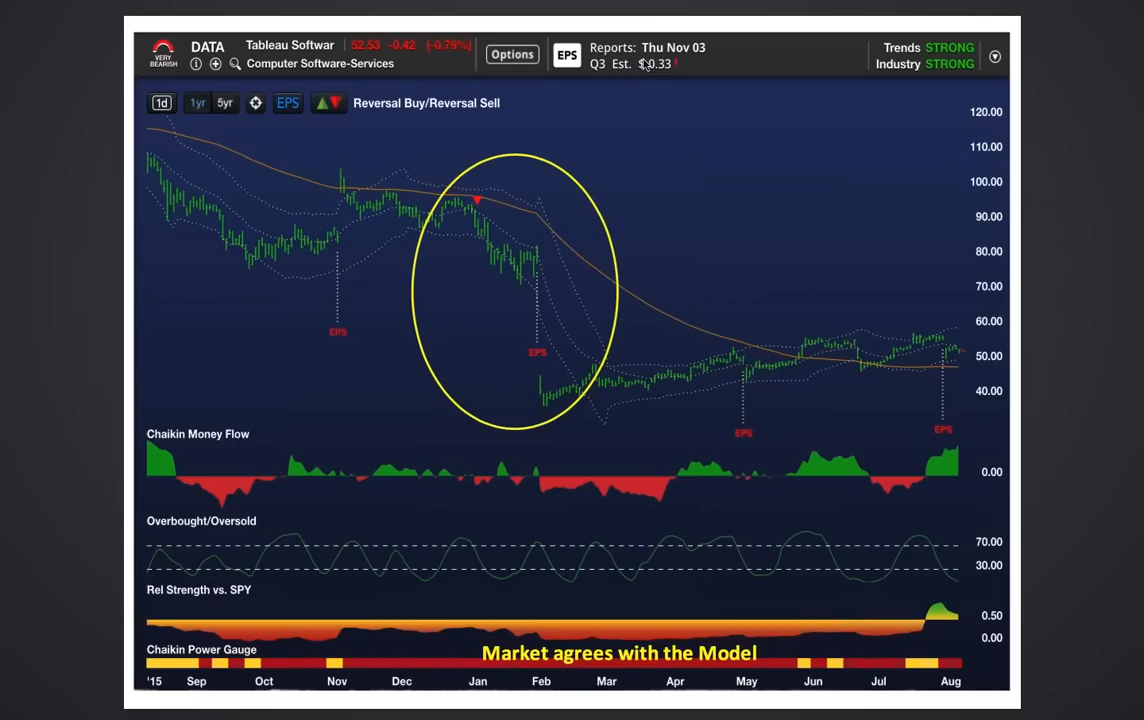 VERY BEARISH
DATA Tableau Softwar 52.53 -0.42 (-0.79%)
Computer Software-Services
Options
EPS
Reports: Thu Nov 03
Q3 Est. $0.33
Trends STRONG
Industry STRONG
1d 1yr 5yr EPS Reversal Buy/Reversal Sell
120.00
110.00
100.00
90.00
80.00
70.00
60.00
50.00
40.00
EPS
EPS
EPS
EPS
Chaikin Money Flow
0.00
Overbought/Oversold
70.00
30.00
Rel Strength vs. SPY
0.50
0.00
Chaikin Power Gauge
Market agrees with the Model
'15 Sep Oct Nov Dec Jan Feb Mar Apr May Jun Jul Aug